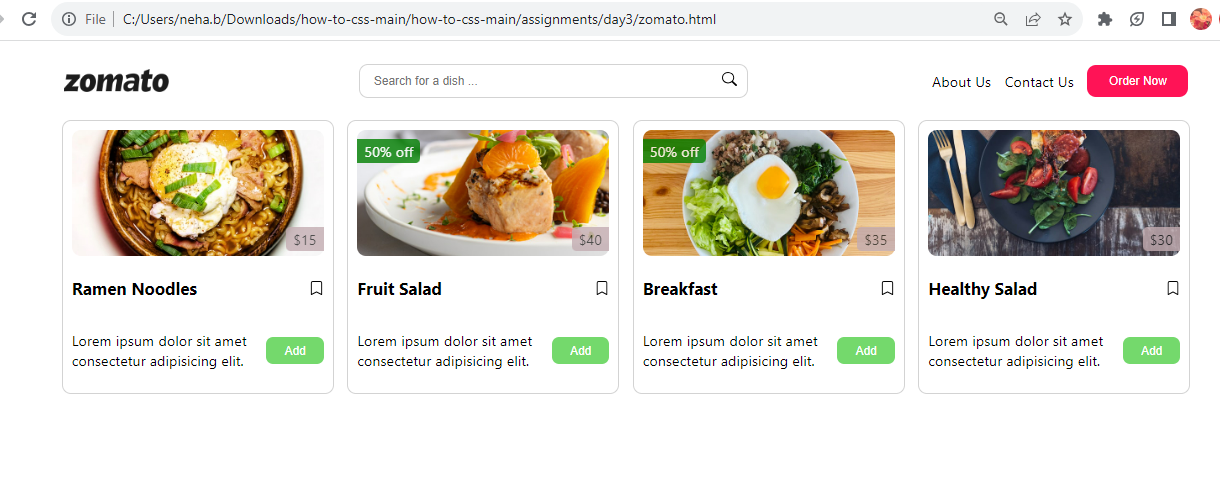 File
C:/Users/neha.b/Downloads/how-to-css-main/how-to-css-main/assignments/day3/zomato.html
zomato
Search for a dish ...
About Us
Contact Us
Order Now
$15
Ramen Noodles
Lorem ipsum dolor sit amet
consectetur adipisicing elit.
Add
50% off
$40
Fruit Salad
Lorem ipsum dolor sit amet
consectetur adipisicing elit.
Add
50% off
$35
Breakfast
Lorem ipsum dolor sit amet
consectetur adipisicing elit.
Add
$30
Healthy Salad
Lorem ipsum dolor sit amet
consectetur adipisicing elit.
Add